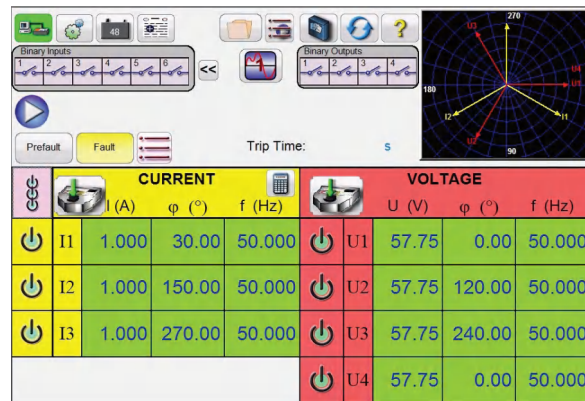 48
?
Binary Inputs
1 2 3 4 5 6
<<
Binary Outputs
1 2 3 4
270
U3
U4
180
U1
I2
I1
U2
90
Prefault
Fault
Trip Time:
s
CURRENT
VOLTAGE
I (A) φ (°) f (Hz)
U (V) φ (°) f (Hz)
I1 1.000 30.00 50.000 U1 57.75 0.00 50.000
I2 1.000 150.00 50.000 U2 57.75 120.00 50.000
I3 1.000 270.00 50.000 U3 57.75 240.00 50.000
U4 57.75 0.00 50.000